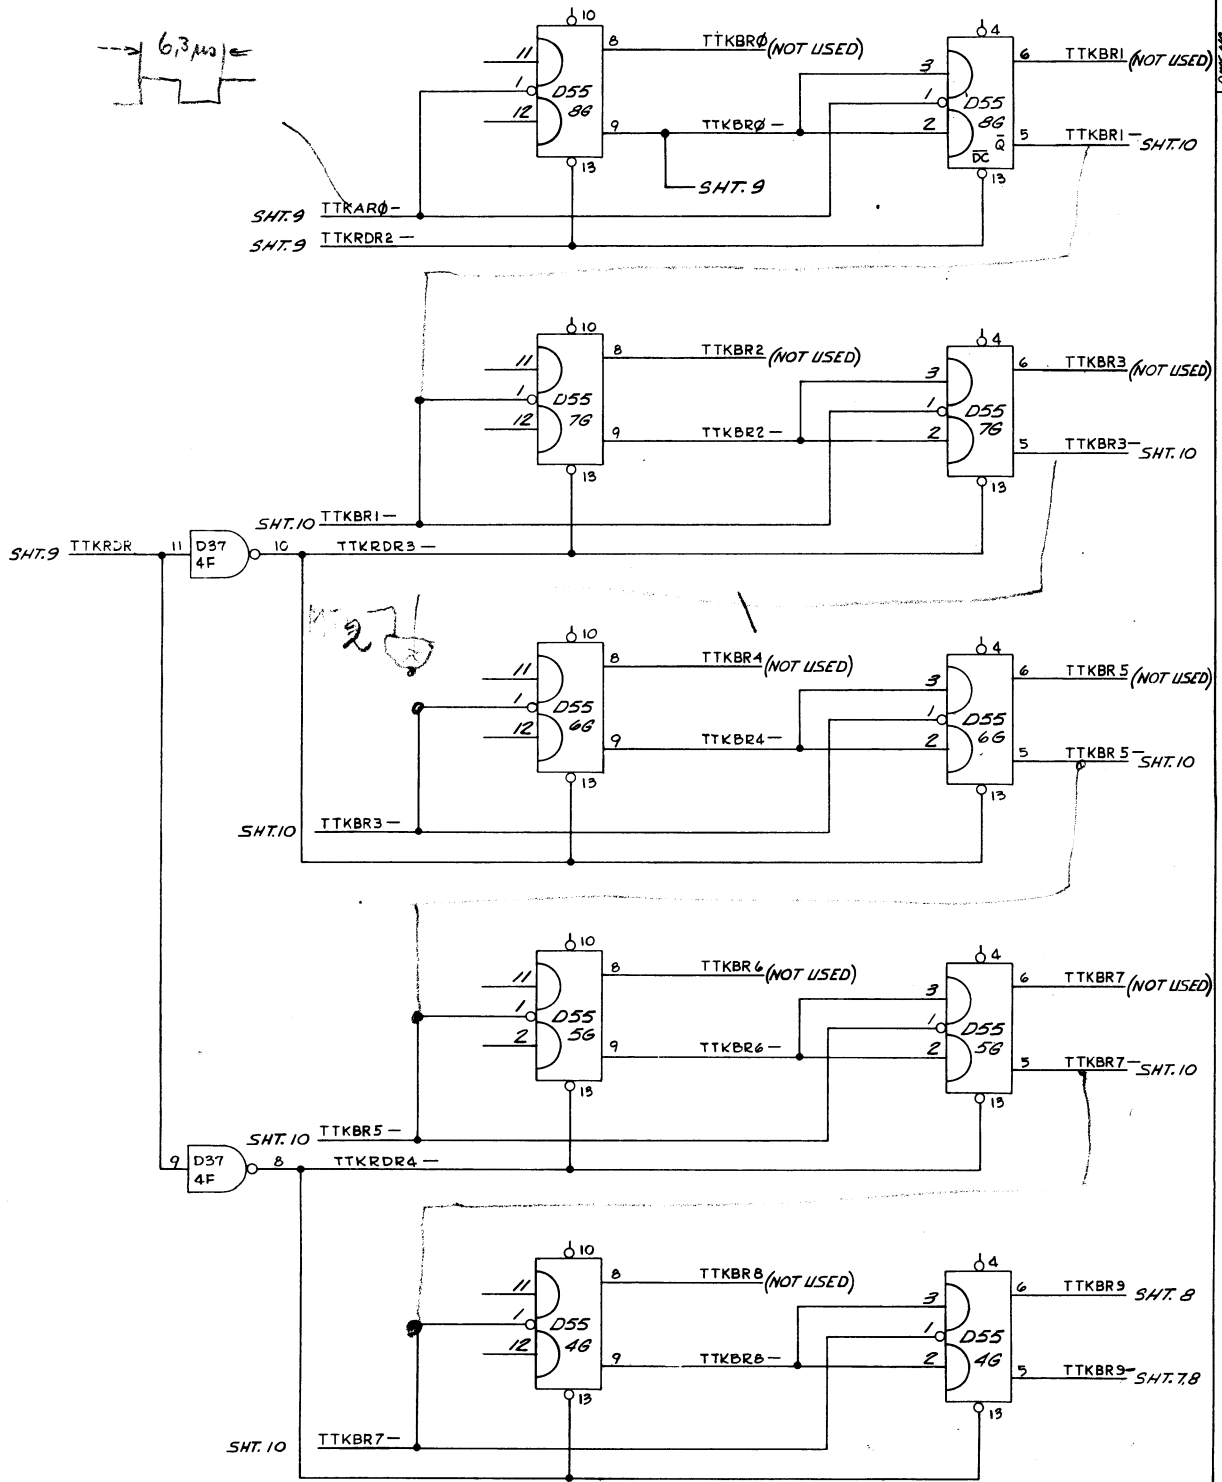 6,3 µs
10
11
1
12
D55
8G
8
TTKBRØ (NOT USED)
9
TTKBRØ-
SHT. 9
13
4
3
1
2
D55
8G
Q
DC
6
TTKBR1 (NOT USED)
5
TTKBR1- SHT.10
13
SHT.9 TTKARØ-
SHT.9 TTKRDR2-
10
11
1
12
D55
7G
8
TTKBR2 (NOT USED)
9
TTKBR2-
13
4
3
1
2
D55
7G
6
TTKBR3 (NOT USED)
5
TTKBR3- SHT.10
13
SHT.10 TTKBR1-
SHT.9 TTKRDR 11 D37 4F 10 TTKRDR3-
2
10
11
1
12
D55
6G
8
TTKBR4 (NOT USED)
9
TTKBR4-
13
4
3
1
2
D55
6G
6
TTKBR5 (NOT USED)
5
TTKBR5- SHT.10
13
SHT.10 TTKBR3-
10
11
1
2
D55
5G
8
TTKBR6 (NOT USED)
9
TTKBR6-
13
4
3
1
2
D55
5G
6
TTKBR7 (NOT USED)
5
TTKBR7- SHT.10
13
SHT. 10 TTKBR5-
9 D37 4F 8 TTKRDR4-
10
11
1
12
D55
4G
8
TTKBR8 (NOT USED)
9
TTKBR8-
13
4
3
1
2
D55
4G
6
TTKBR9 SHT. 8
5
TTKBR9- SHT.7,8
13
SHT. 10 TTKBR7-